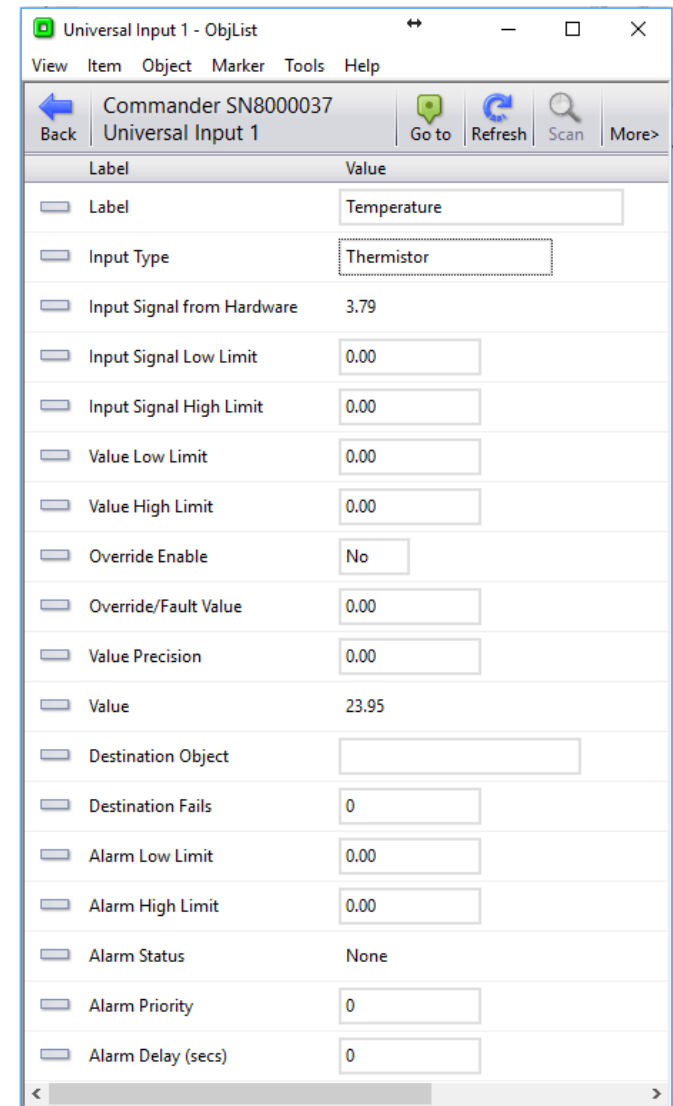 Universal Input 1 - ObjList
View Item Object Marker Tools Help
Back
Commander SN8000037
Universal Input 1
Go to Refresh Scan More>
Label Value
Label Temperature
Input Type Thermistor
Input Signal from Hardware 3.79
Input Signal Low Limit 0.00
Input Signal High Limit 0.00
Value Low Limit 0.00
Value High Limit 0.00
Override Enable No
Override/Fault Value 0.00
Value Precision 0.00
Value 23.95
Destination Object
Destination Fails 0
Alarm Low Limit 0.00
Alarm High Limit 0.00
Alarm Status None
Alarm Priority 0
Alarm Delay (secs) 0